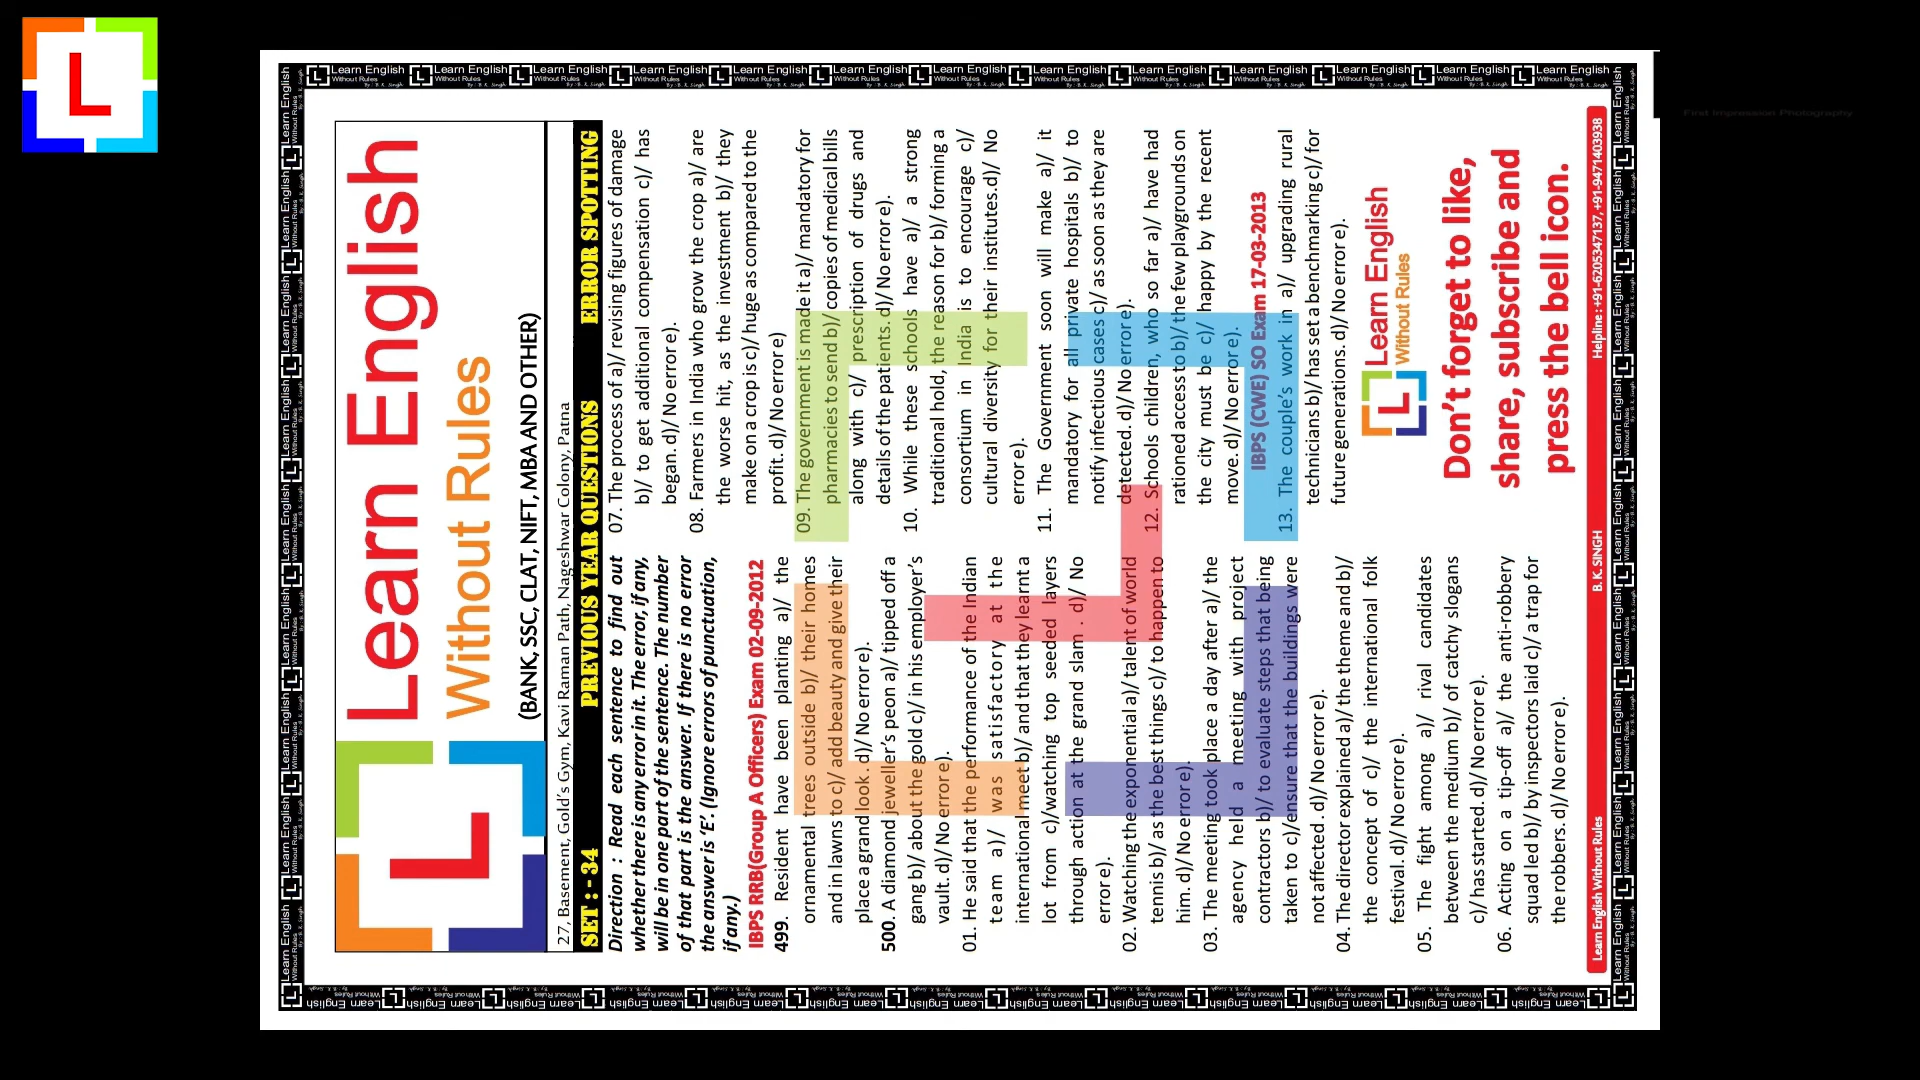 Learn English
Without Rules
(BANK, SSC, CLAT, NIFT, MBA AND OTHER)
27, Basement, Gold's Gym, Kavi Raman Path, Nageshwar Colony, Patna
SET : - 34 PREVIOUS YEAR QUESTIONS ERROR SPOTTING
Direction : Read each sentence to find out
whether there is any error in it. The error, if any,
will be in one part of the sentence. The number
of that part is the answer. If there is no error
the answer is 'E'. (Ignore errors of punctuation,
if any.)
IBPS RRB(Group A Officers) Exam 02-09-2012
499. Resident have been planting a)/ the
ornamental trees outside b)/ their homes
and in lawns to c)/ add beauty and give their
place a grand look. d)/ No error e).
500. A diamond jeweller's peon a)/ tipped off a
gang b)/ about the gold c)/ in his employer's
vault. d)/ No error e).
01. He said that the performance of the Indian
team a)/ was satisfactory at the
international meet b)/ and that they learnt a
lot from c)/watching top seeded layers
through action at the grand slam . d)/ No
error e).
02. Watching the exponential a)/ talent of world
tennis b)/ as the best things c)/ to happen to
him. d)/ No error e).
03. The meeting took place a day after a)/ the
agency held a meeting with project
contractors b)/ to evaluate steps that being
taken to c)/ensure that the buildings were
not affected. d)/ No error e).
04. The director explained a)/ the theme and b)/
the concept of c)/ the international folk
festival. d)/ No error e).
05. The fight among a)/ rival candidates
between the medium b)/ of catchy slogans
c)/ has started. d)/ No error e).
06. Acting on a tip-off a)/ the anti-robbery
squad led b)/ by inspectors laid c)/ a trap for
the robbers. d)/ No error e).
07. The process of a)/ revising figures of damage
b)/ to get additional compensation c)/ has
began. d)/ No error e).
08. Farmers in India who grow the crop a)/ are
the worse hit, as the investment b)/ they
make on a crop is c)/ huge as compared to the
profit. d)/ No error e)
09. The government is made it a)/ mandatory for
pharmacies to send b)/ copies of medical bills
along with c)/ prescription of drugs and
details of the patients. d)/ No error e).
10. While these schools have a)/ a strong
traditional hold, the reason for b)/ forming a
consortium in India is to encourage c)/
cultural diversity for their institutes.d)/ No
error e).
11. The Government soon will make a)/ it
mandatory for all private hospitals b)/ to
notify infectious cases c)/ as soon as they are
detected. d)/ No error e).
12. Schools children, who so far a)/ have had
rationed access to b)/ the few playgrounds on
the city must be c)/ happy by the recent
move. d)/ No error e).
IBPS (CWE) SO Exam 17-03-2013
13. The couple's work in a)/ upgrading rural
technicians b)/ has set a benchmarking c)/ for
future generations. d)/ No error e).
Learn English
Without Rules
Don't forget to like,
share, subscribe and
press the bell icon.
Learn English Without Rules B. K. SINGH Helpline : +91-6205347137, +91-9471403938
First Impression Photography